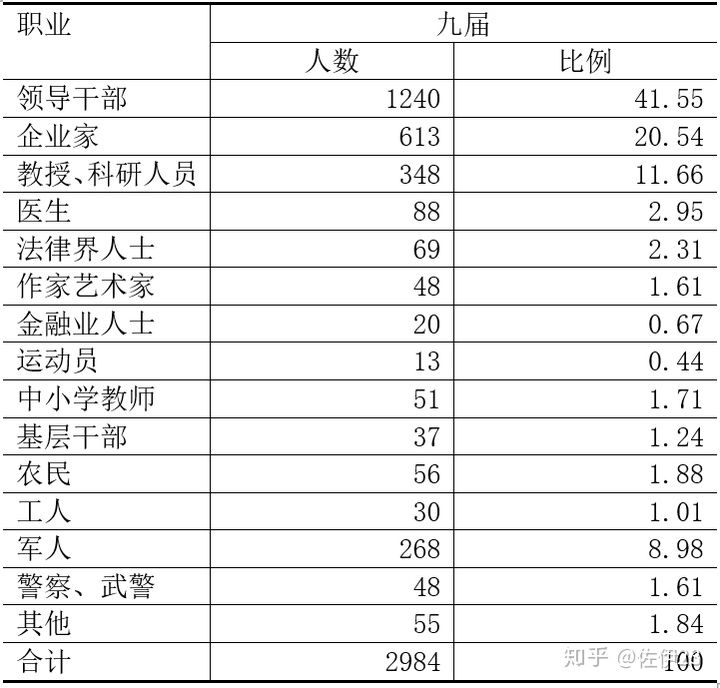 职业 九届
人数 比例
领导干部 1240 41.55
企业家 613 20.54
教授、科研人员 348 11.66
医生 88 2.95
法律界人士 69 2.31
作家艺术家 48 1.61
金融业人士 20 0.67
运动员 13 0.44
中小学教师 51 1.71
基层干部 37 1.24
农民 56 1.88
工人 30 1.01
军人 268 8.98
警察、武警 48 1.61
其他 55 1.84
合计 2984 100
知乎